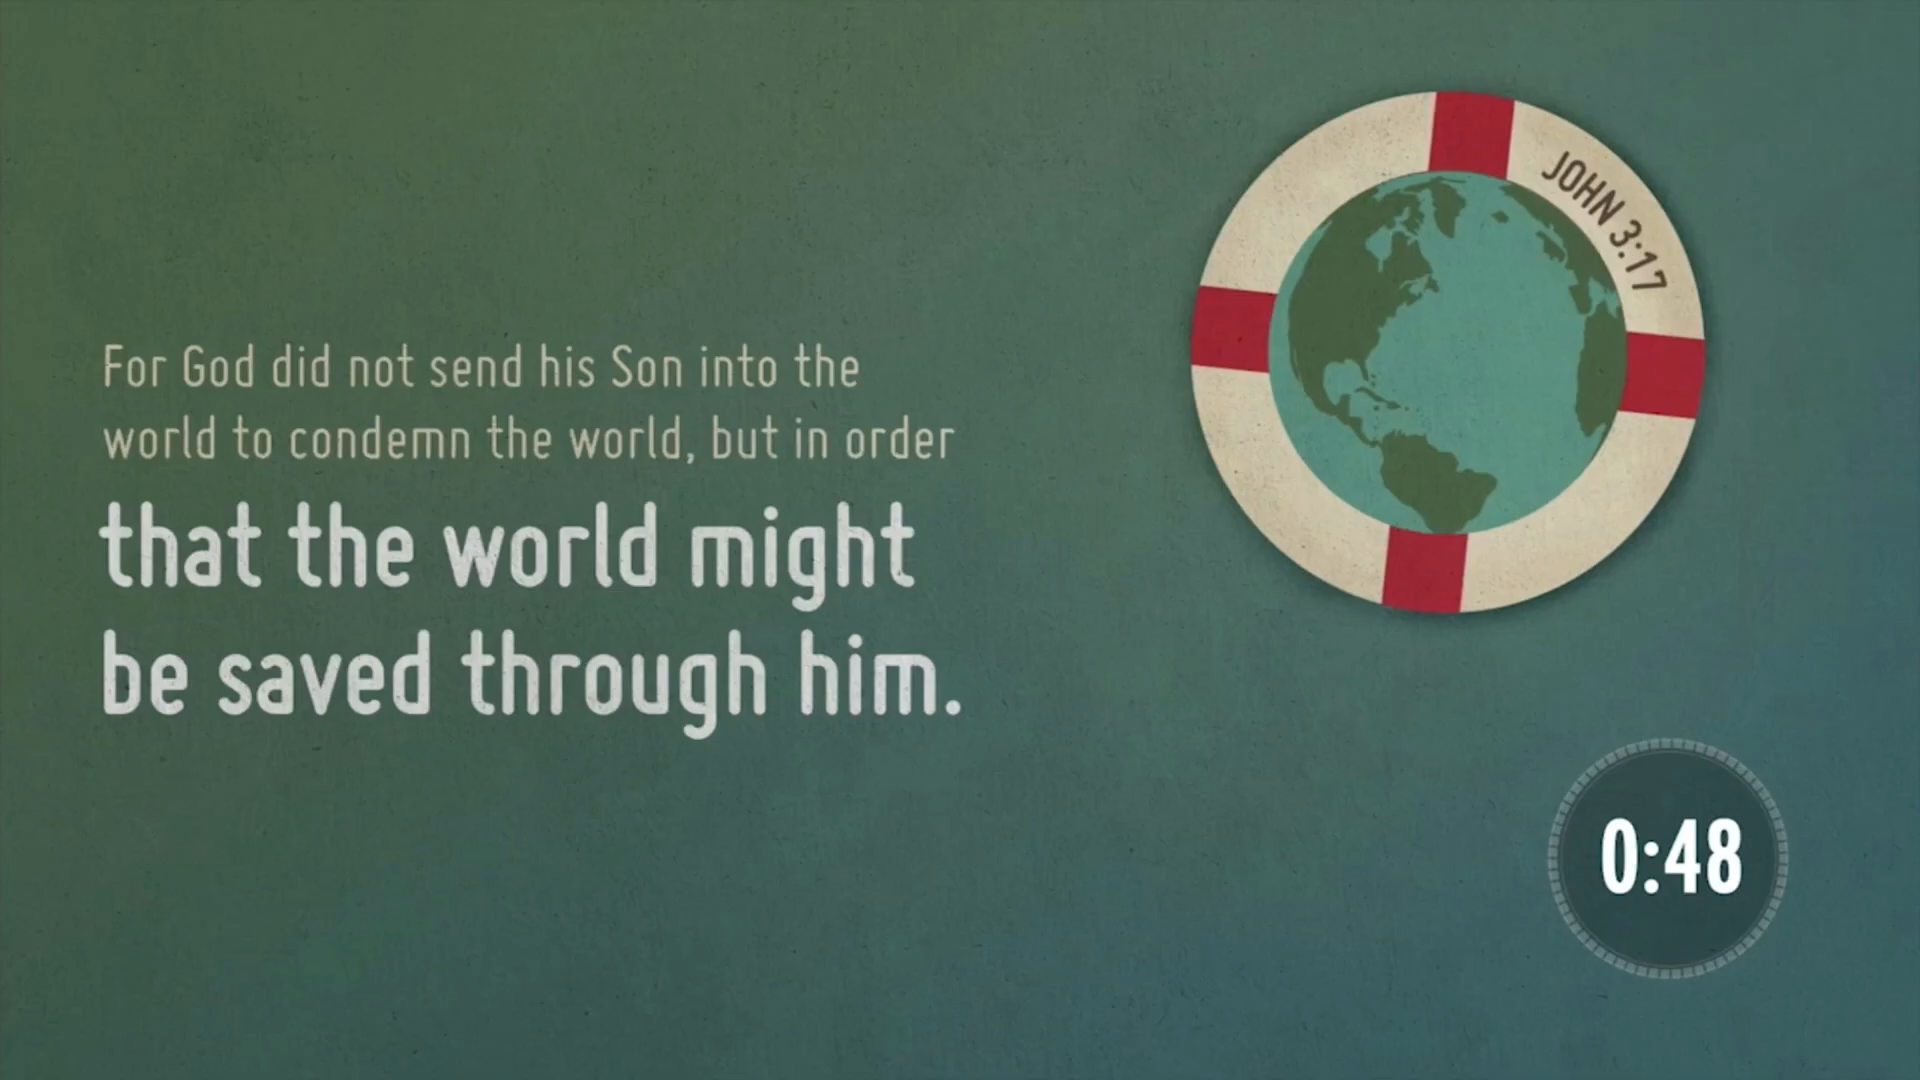 For God did not send his Son into the
world to condemn the world, but in order
that the world might
be saved through him.
JOHN 3:17
0:48